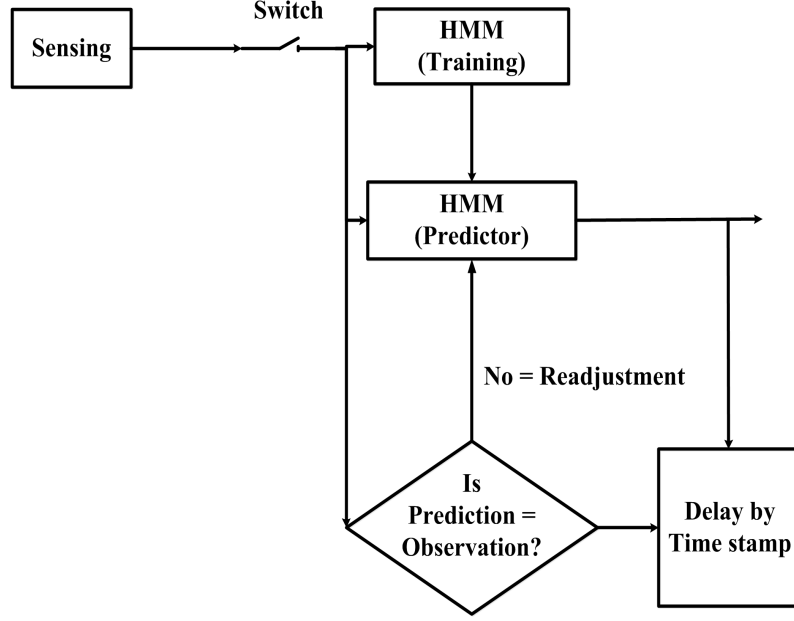 Switch
Sensing
HMM
(Training)
HMM
(Predictor)
No = Readjustment
Is
Prediction =
Observation?
Delay by
Time stamp